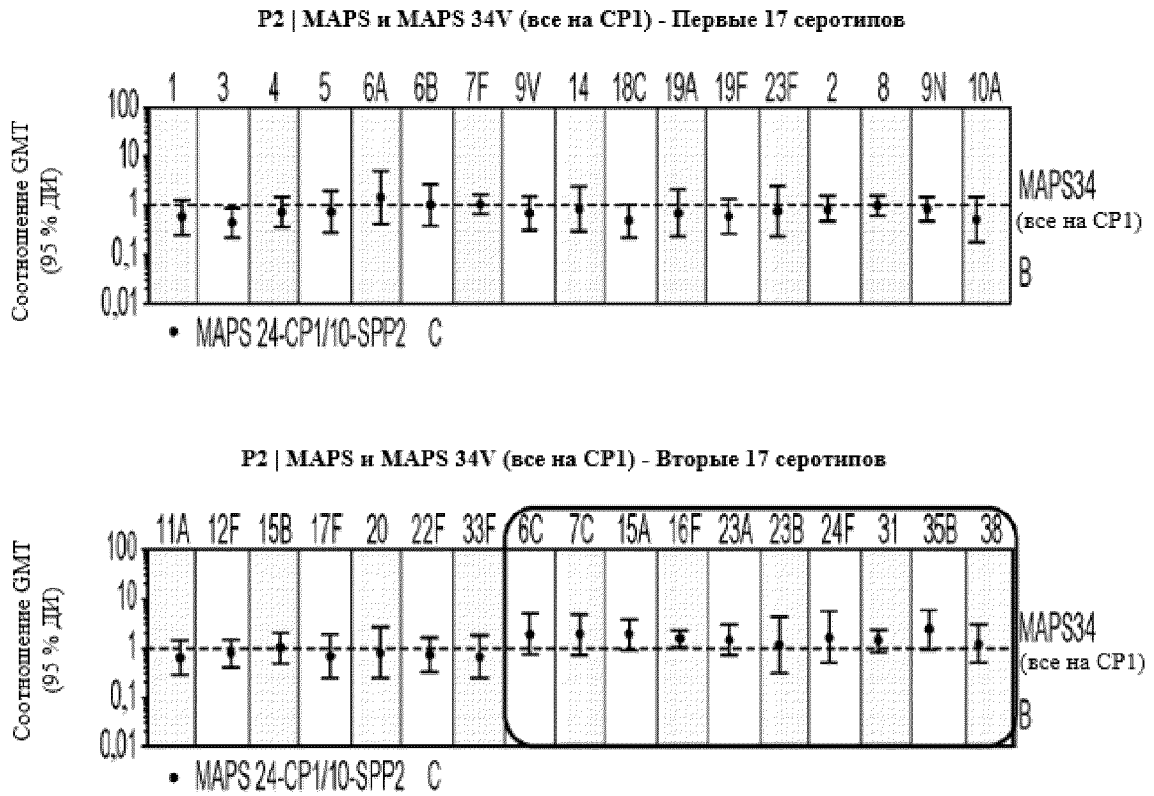 P2 | MAPS и MAPS 34V (все на CP1) - Первые 17 серотипов
1 3 4 5 6A 6B 7F 9V 14 18C 19A 19F 23F 2 8 9N 10A
Соотношение GMT
(95 % ДИ)
100
10
1
0,1
0,01
MAPS34
(все на CP1)
B
• MAPS 24-CP1/10-SPP2 C
P2 | MAPS и MAPS 34V (все на CP1) - Вторые 17 серотипов
11A 12F 15B 17F 20 22F 33F 6C 7C 15A 16F 23A 23B 24F 31 35B 38
Соотношение GMT
(95 % ДИ)
100
10
1
0,1
0,01
MAPS34
(все на CP1)
B
• MAPS 24-CP1/10-SPP2 C